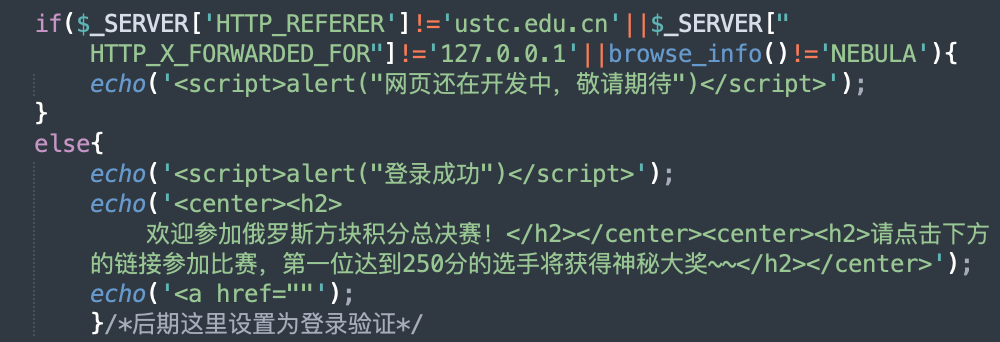 if($_SERVER['HTTP_REFERER']!='ustc.edu.cn'||$_SERVER["
HTTP_X_FORWARDED_FOR"]!='127.0.0.1'||browse_info()!='NEBULA'){
echo('<script>alert("网页还在开发中，敬请期待")</script>');
}
else{
echo('<script>alert("登录成功")</script>');
echo('<center><h2>
欢迎参加俄罗斯方块积分总决赛！</h2></center><center><h2>请点击下方
的链接参加比赛，第一位达到250分的选手将获得神秘大奖~~</h2></center>');
echo('<a href=""');
}/*后期这里设置为登录验证*/